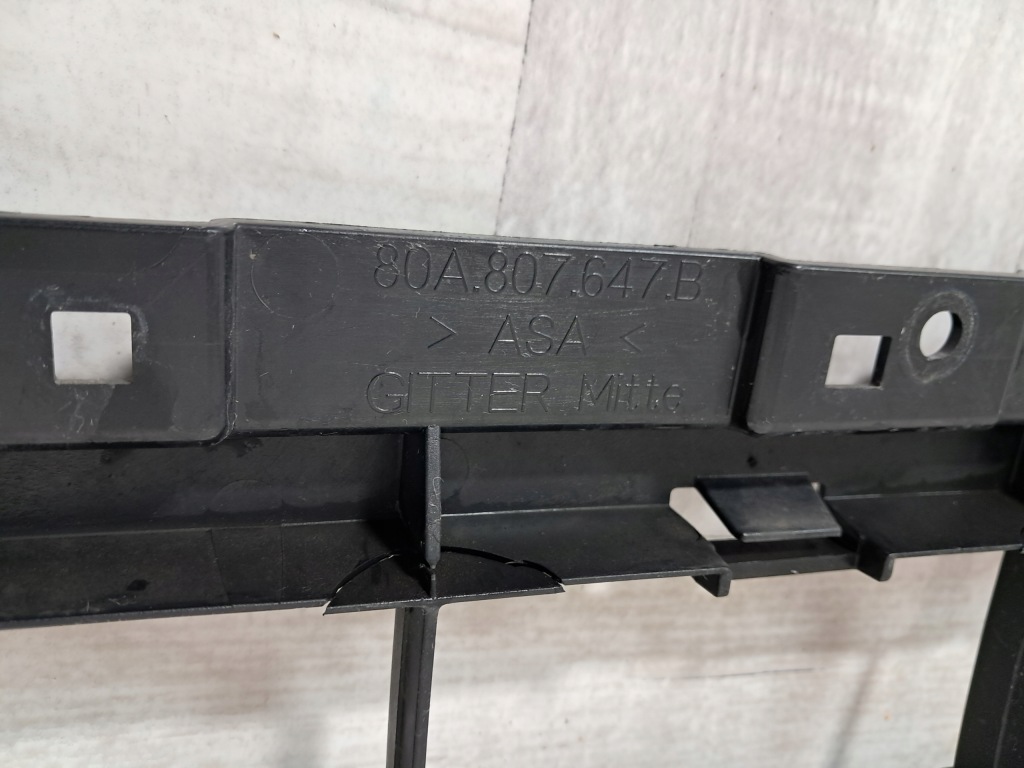 80A.807.647.B
> ASA <
GITTER Mitte